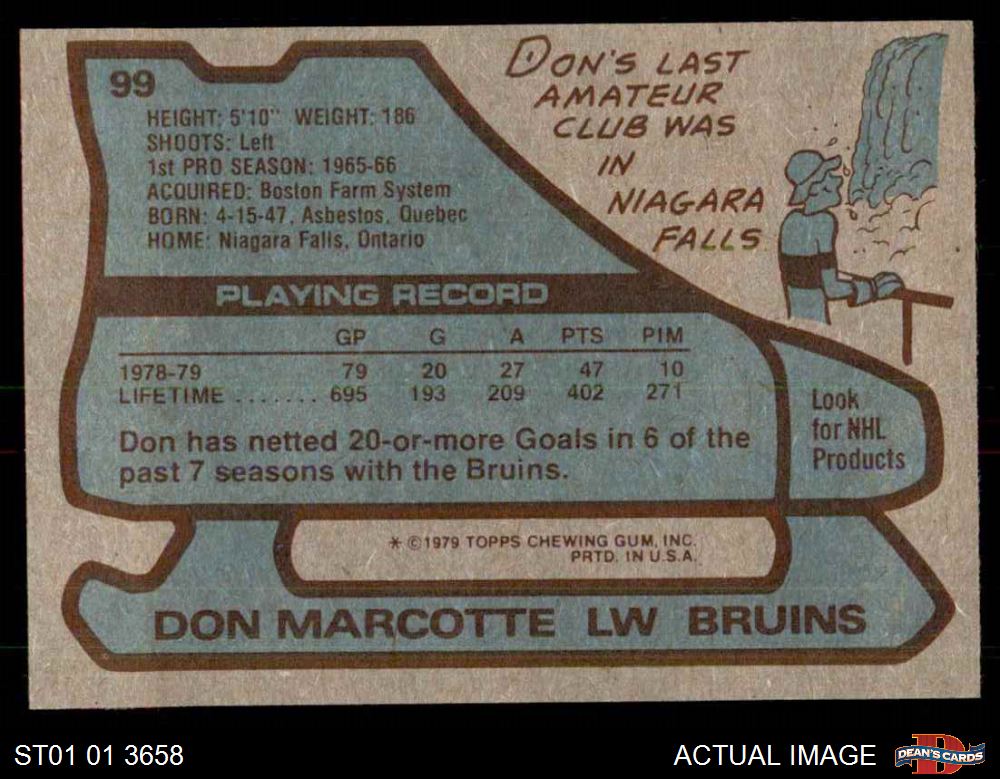 99
HEIGHT: 5'10" WEIGHT: 186
SHOOTS: Left
1st PRO SEASON: 1965-66
ACQUIRED: Boston Farm System
BORN: 4-15-47, Asbestos, Quebec
HOME: Niagara Falls, Ontario
DON'S LAST
AMATEUR
CLUB WAS
IN
NIAGARA
FALLS
PLAYING RECORD
GP G A PTS PIM
1978-79 79 20 27 47 10
LIFETIME ....... 695 193 209 402 271
Don has netted 20-or-more Goals in 6 of the
past 7 seasons with the Bruins.
Look
for NHL
Products
* ©1979 TOPPS CHEWING GUM, INC.
PRTD. IN U.S.A.
DON MARCOTTE LW BRUINS
ST01 01 3658
ACTUAL IMAGE
D
DEAN'S CARDS